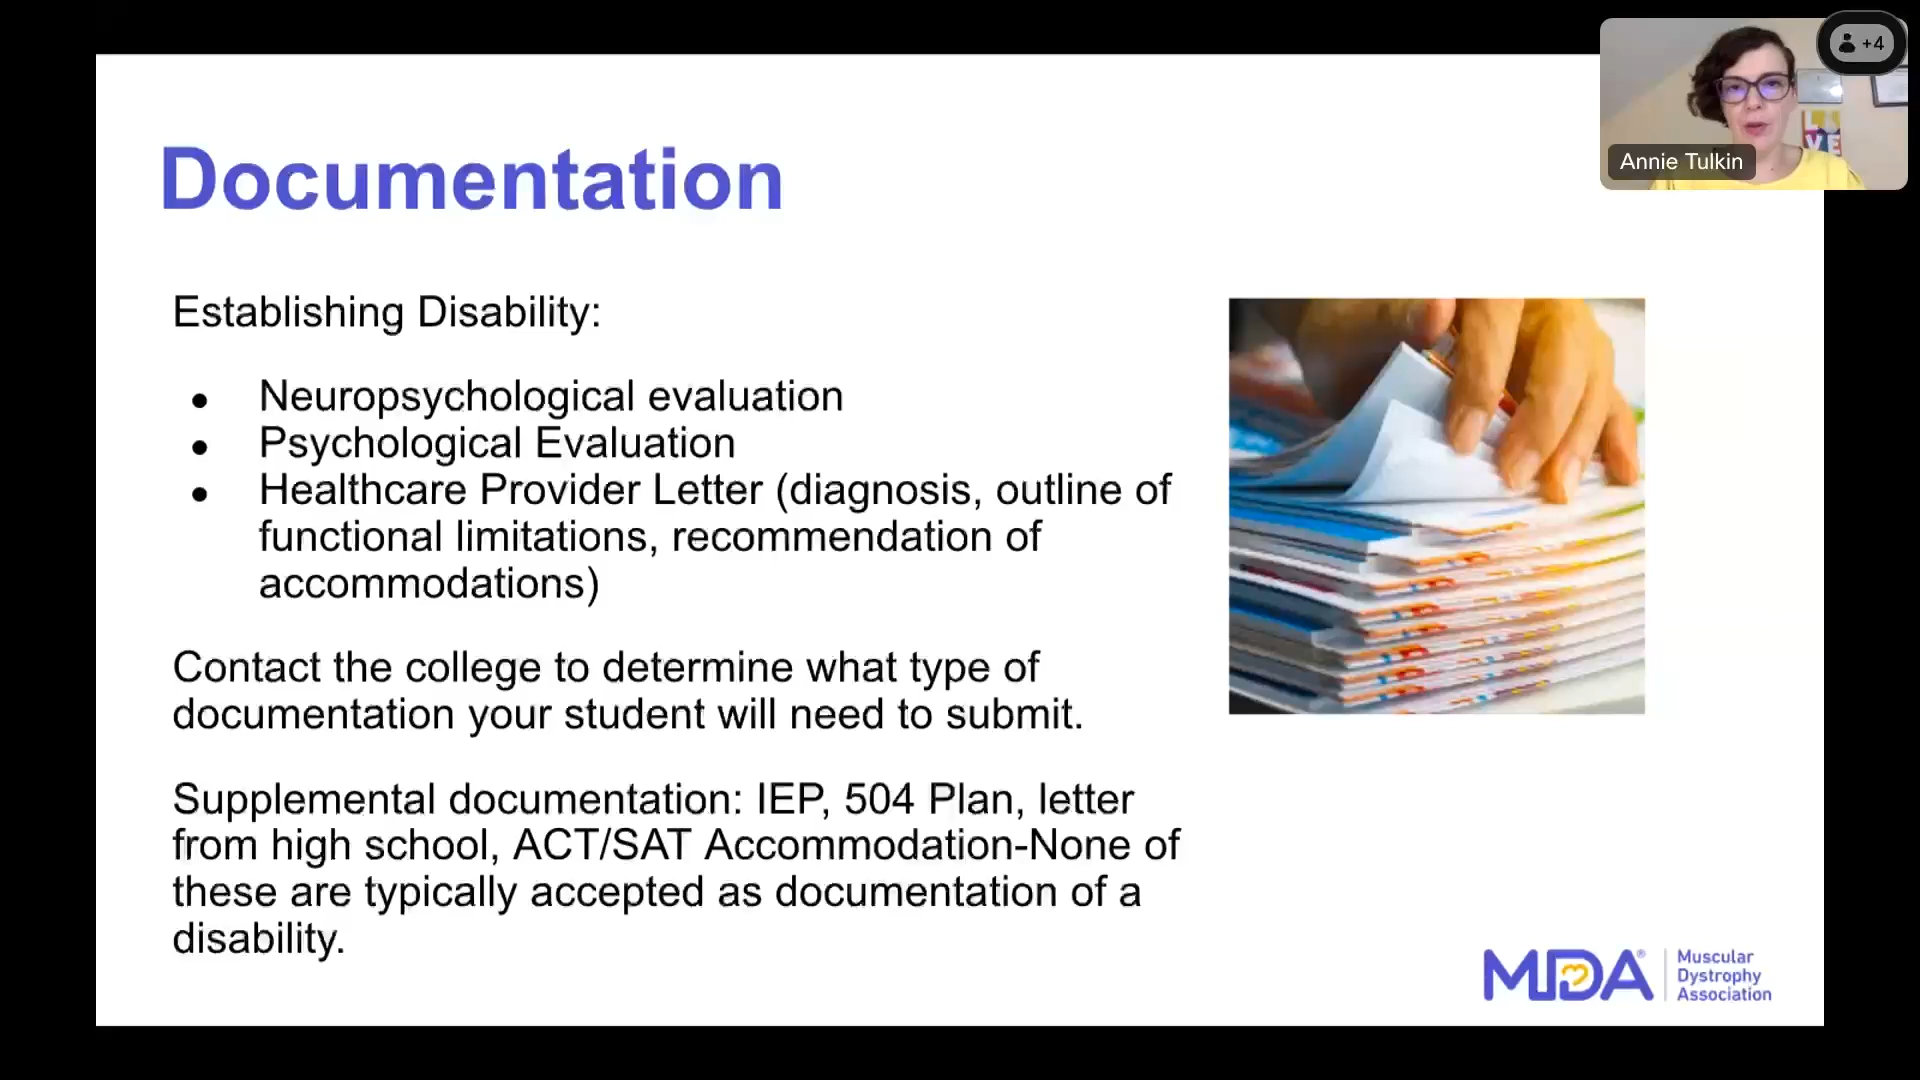 +4
Annie Tulkin
Documentation
Establishing Disability:
● Neuropsychological evaluation
● Psychological Evaluation
● Healthcare Provider Letter (diagnosis, outline of
functional limitations, recommendation of
accommodations)
Contact the college to determine what type of
documentation your student will need to submit.
Supplemental documentation: IEP, 504 Plan, letter
from high school, ACT/SAT Accommodation-None of
these are typically accepted as documentation of a
disability.
MDA®
Muscular
Dystrophy
Association